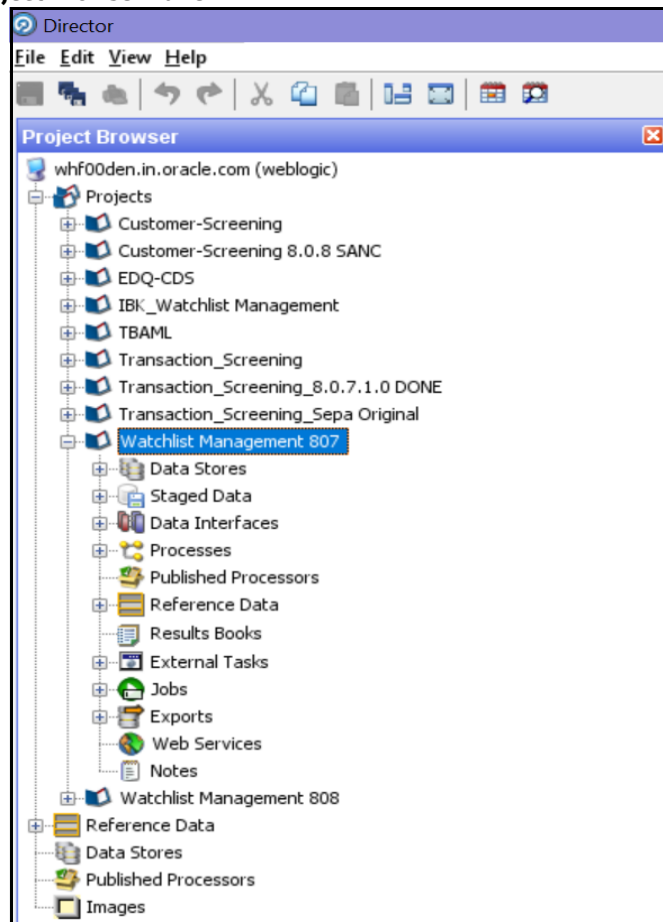 Director
File Edit View Help
Project Browser
whf00den.in.oracle.com (weblogic)
Projects
Customer-Screening
Customer-Screening 8.0.8 SANC
EDQ-CDS
IBK_Watchlist Management
TBAML
Transaction_Screening
Transaction_Screening_8.0.7.1.0 DONE
Transaction_Screening_Sepa Original
Watchlist Management 807
Data Stores
Staged Data
Data Interfaces
Processes
Published Processors
Reference Data
Results Books
External Tasks
Jobs
Exports
Web Services
Notes
Watchlist Management 808
Reference Data
Data Stores
Published Processors
Images